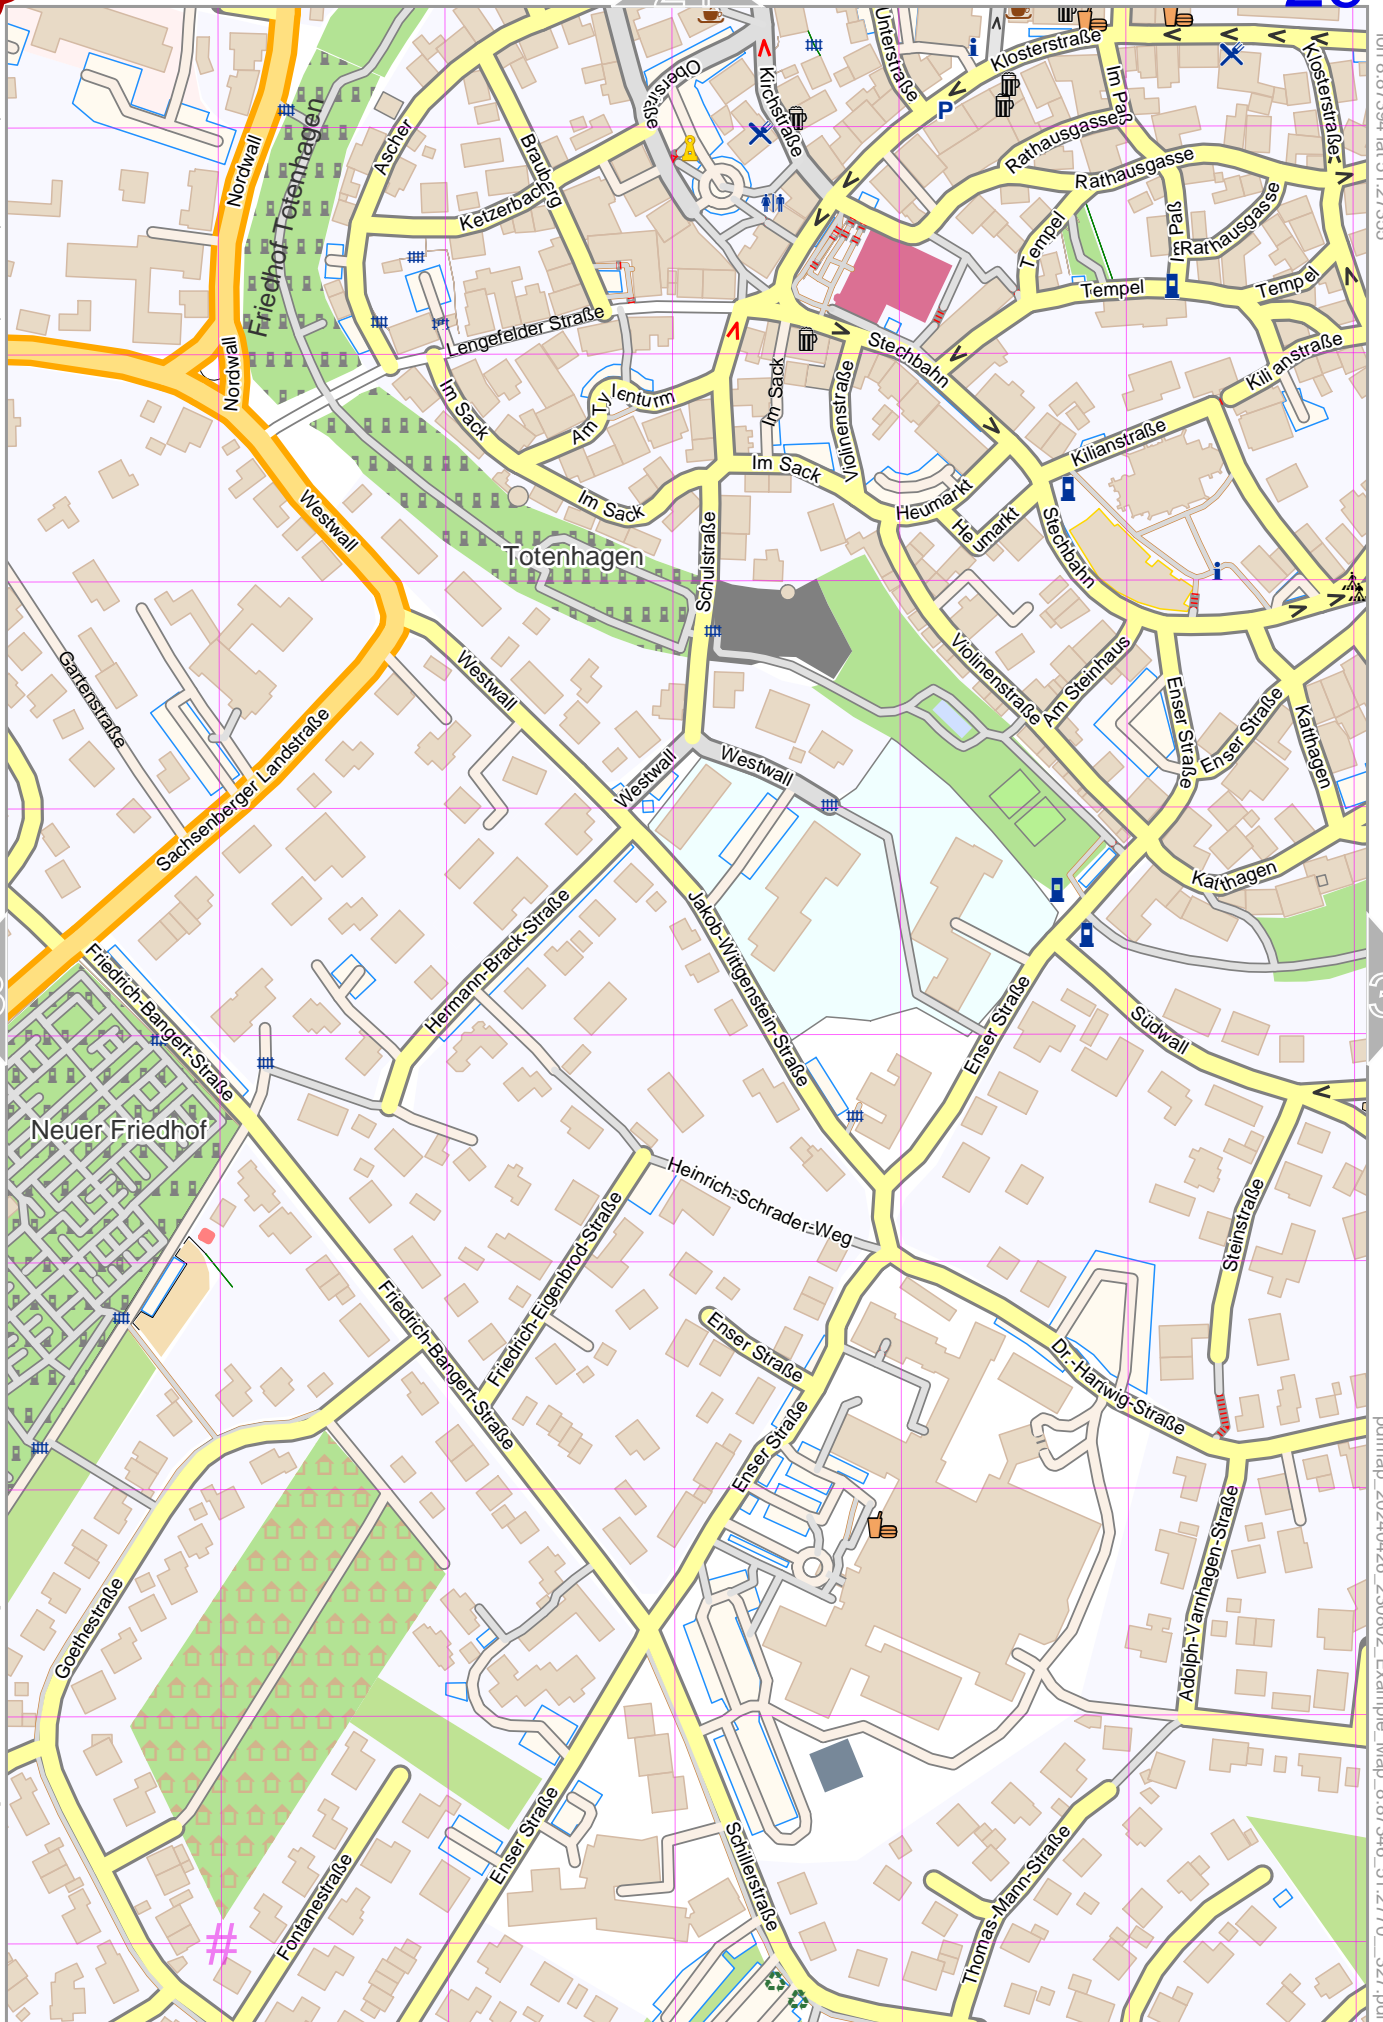 Klosterstraße
Unterstraße
Oberstraße
Kirchstraße
Im Paß
Klosterstraße
Nordwall
Friedhof Totenhagen
Ascher
Brauberg
Ketzerbach
Rathausgasse
Rathausgasse
Rathausgasse
Im Paß
Tempel
Tempel
Tempel
Lengefelder Straße
Nordwall
Stechbahn
Kilianstraße
Im Sack
Im Sack
Violinenstraße
Kilianstraße
Im Sack
Im Sack
Heumarkt
Heumarkt
Westwall
Totenhagen
Schulstraße
Stechbahn
Gartenstraße
Westwall
Violinenstraße
Am Steinhaus
Enser Straße
Enser Straße
Katthagen
Sachsenberger Landstraße
Westwall
Westwall
Katthagen
Jakob-Wittgenstein-Straße
Hermann-Brack-Straße
Friedrich-Bangert-Straße
Enser Straße
Südwall
Neuer Friedhof
Heinrich-Schrader-Weg
Steinstraße
Friedrich-Eigenbrod-Straße
Friedrich-Bangert-Straße
Enser Straße
Dr.-Hartwig-Straße
Enser Straße
Adolph-Varnhagen-Straße
Goethestraße
Enser Straße
Schillerstraße
Thomas-Mann-Straße
Fontanestraße
#